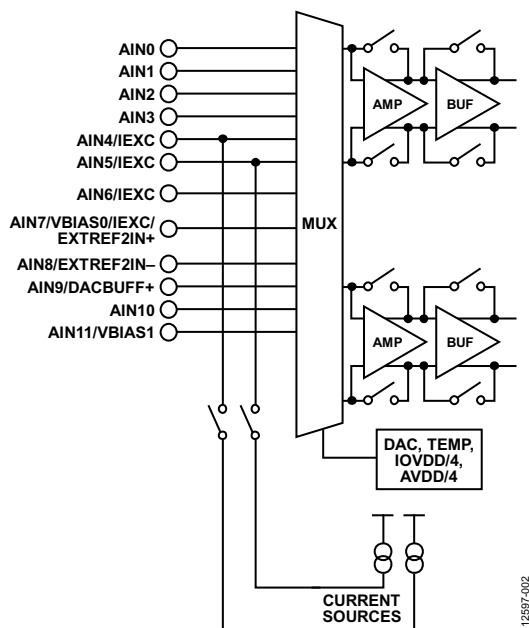 AIN0
AIN1
AIN2
AIN3
AIN4/IEXC
AIN5/IEXC
AIN6/IEXC
AIN7/VBIAS0/IEXC/
EXTREF2IN+
AIN8/EXTREF2IN–
AIN9/DACBUFF+
AIN10
AIN11/VBIAS1
MUX
AMP
BUF
AMP
BUF
DAC, TEMP,
IOVDD/4,
AVDD/4
CURRENT
SOURCES
12597-002